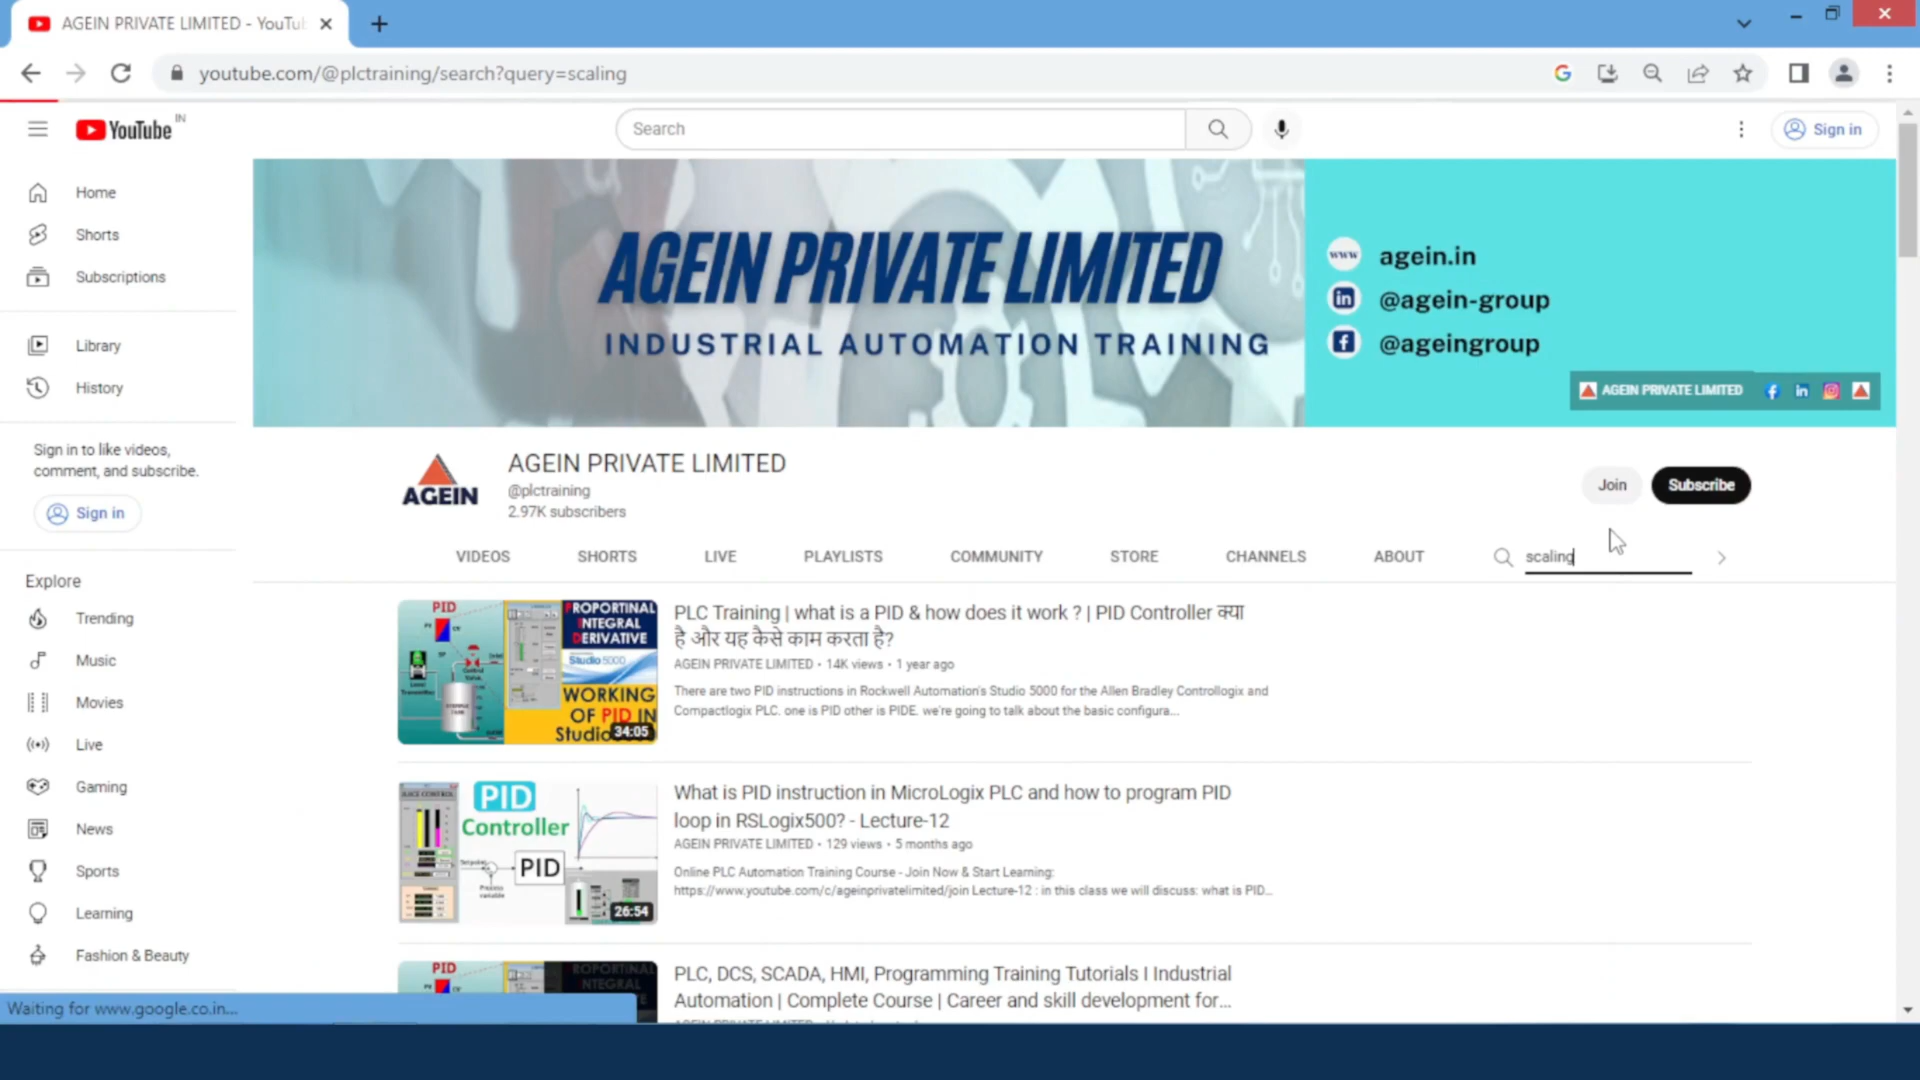 AGEIN PRIVATE LIMITED - YouTu
youtube.com/@plctraining/search?query=scaling
YouTube IN
Search
Sign in
Home
Shorts
Subscriptions
Library
History
Sign in to like videos,
comment, and subscribe.
Sign in
Explore
Trending
Music
Movies
Live
Gaming
News
Sports
Learning
Fashion & Beauty
AGEIN PRIVATE LIMITED
INDUSTRIAL AUTOMATION TRAINING
www agein.in
in @agein-group
f @ageingroup
AGEIN PRIVATE LIMITED
AGEIN
AGEIN PRIVATE LIMITED
@plctraining
2.97K subscribers
Join
Subscribe
VIDEOS SHORTS LIVE PLAYLISTS COMMUNITY STORE CHANNELS ABOUT scaling
PID
ROPORTINAL
INTEGRAL
DERIVATIVE
Studio 5000
WORKING
OF PID IN
Studio
34:05
PLC Training | what is a PID & how does it work ? | PID Controller क्या
है और यह कैसे काम करता है?
AGEIN PRIVATE LIMITED • 14K views • 1 year ago
There are two PID instructions in Rockwell Automation's Studio 5000 for the Allen Bradley Controllogix and
Compactlogix PLC. one is PID other is PIDE. we're going to talk about the basic configura...
PID
Controller
PID
26:54
What is PID instruction in MicroLogix PLC and how to program PID
loop in RSLogix500? - Lecture-12
AGEIN PRIVATE LIMITED • 129 views • 5 months ago
Online PLC Automation Training Course - Join Now & Start Learning:
https://www.youtube.com/c/ageinprivatelimited/join Lecture-12 : in this class we will discuss: what is PID...
PID
ROPORTINAL
PLC, DCS, SCADA, HMI, Programming Training Tutorials I Industrial
Automation | Complete Course | Career and skill development for...
Waiting for www.google.co.in...